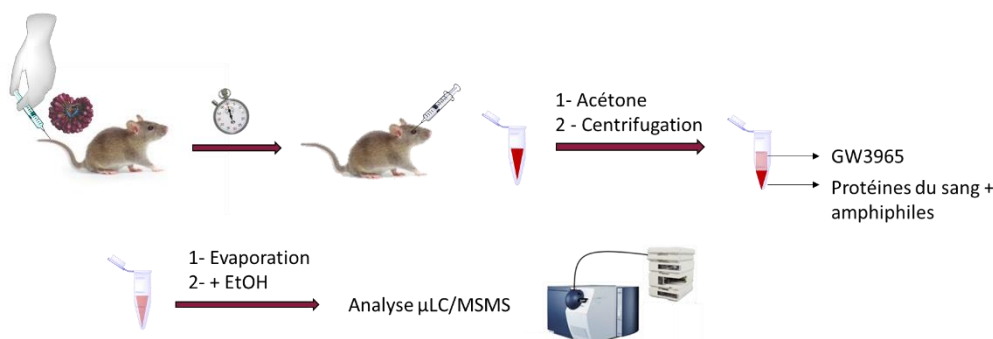 1- Acétone
2 - Centrifugation
GW3965
Protéines du sang +
amphiphiles
1- Evaporation
2- + EtOH
Analyse µLC/MSMS